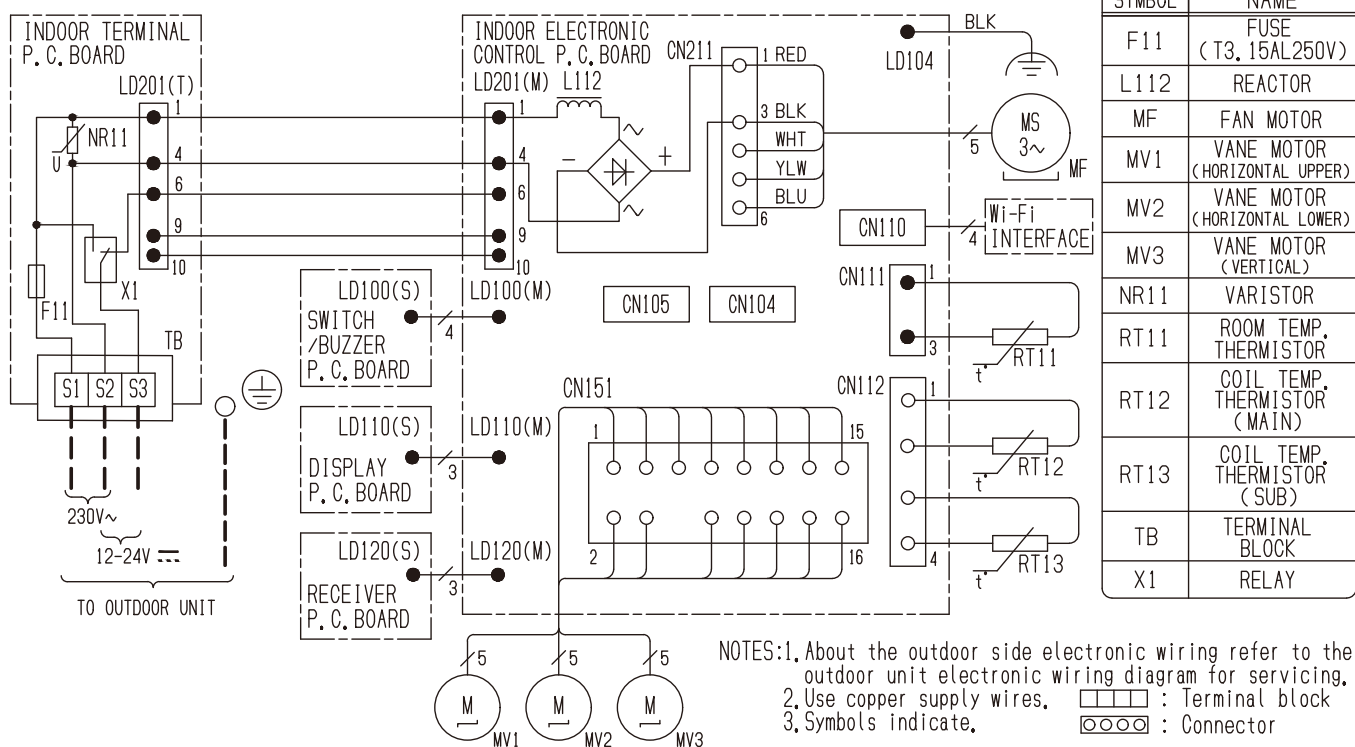 INDOOR TERMINAL
P.C.BOARD
LD201(T)
1
4
6
9
10
NR11
U
X1
F11
TB
S1 S2 S3
230V~
12-24V ⎓
TO OUTDOOR UNIT
INDOOR ELECTRONIC
CONTROL P.C.BOARD
LD201(M)
1
4
6
9
10
L112
~
-
+
~
CN211
1 RED
3 BLK
WHT
YLW
BLU
6
LD104
BLK
5
MS
3~
MF
CN110
4
Wi-Fi
INTERFACE
CN105
CN104
CN111
1
3
t°
RT11
CN112
1
4
t°
RT12
t°
RT13
LD100(S)
SWITCH
/BUZZER
P.C.BOARD
4
LD100(M)
LD110(S)
DISPLAY
P.C.BOARD
3
LD110(M)
LD120(S)
RECEIVER
P.C.BOARD
3
LD120(M)
CN151
1
15
2
16
5
5
5
M
MV1
M
MV2
M
MV3
SYMBOL NAME
F11 FUSE
(T3.15AL250V)
L112 REACTOR
MF FAN MOTOR
MV1 VANE MOTOR
(HORIZONTAL UPPER)
MV2 VANE MOTOR
(HORIZONTAL LOWER)
MV3 VANE MOTOR
(VERTICAL)
NR11 VARISTOR
RT11 ROOM TEMP.
THERMISTOR
RT12 COIL TEMP.
THERMISTOR
(MAIN)
RT13 COIL TEMP.
THERMISTOR
(SUB)
TB TERMINAL
BLOCK
X1 RELAY
NOTES:1.About the outdoor side electronic wiring refer to the
outdoor unit electronic wiring diagram for servicing.
2.Use copper supply wires.
3.Symbols indicate.
: Terminal block
: Connector